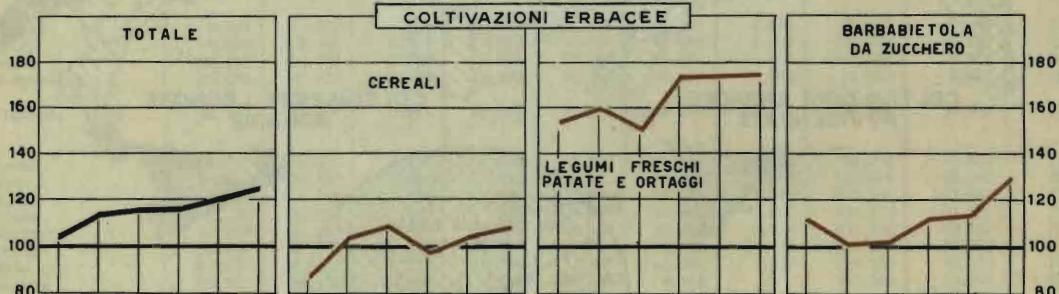 COLTIVAZIONI ERBACEE
TOTALE
CEREALI
LEGUMI FRESCHI
PATATE E ORTAGGI
BARBABIETOLA
DA ZUCCHERO
180
160
140
120
100
80
180
160
140
120
100
80